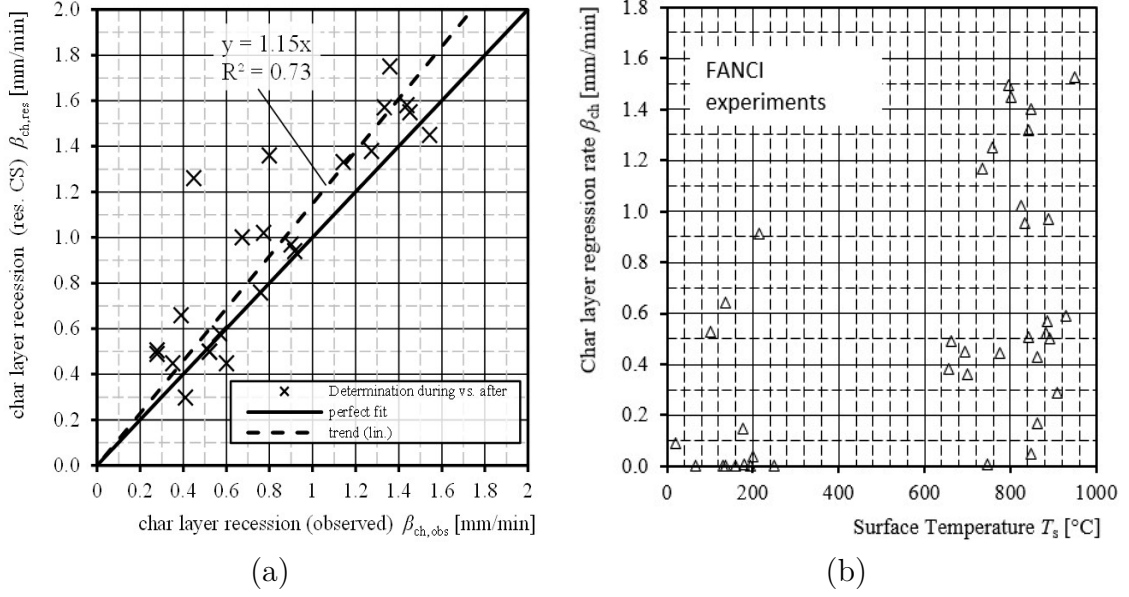 char layer recession (res. CS) βch,res [mm/min]
2.0
1.8
1.6
1.4
1.2
1.0
0.8
0.6
0.4
0.2
0.0
y = 1.15x
R² = 0.73
Determination during vs. after
perfect fit
trend (lin.)
0 0.2 0.4 0.6 0.8 1 1.2 1.4 1.6 1.8 2
char layer recession (observed) βch,obs [mm/min]
(a)
Char layer regression rate βch [mm/min]
1.8
1.6
1.4
1.2
1.0
0.8
0.6
0.4
0.2
0.0
FANCI
experiments
0 200 400 600 800 1000
Surface Temperature Ts [°C]
(b)